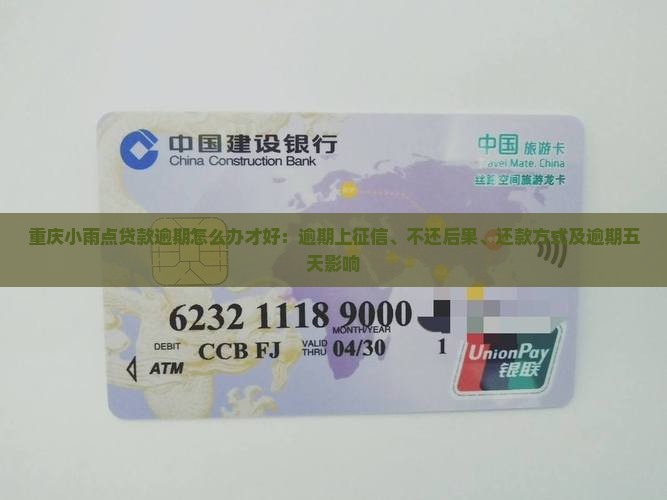 中国建设银行
China Construction Bank
中国 旅游卡
avel Mate. China
丝路空间旅游龙卡
重庆小雨点贷款逾期怎么办才好：逾期上征信、不还后果、还款方式及逾期五
天影响
6232 1118 9000
MONTH/YEAR
DEBIT CCB FJ VALID THRU 04/30 1
ATM
UnionPay
银联